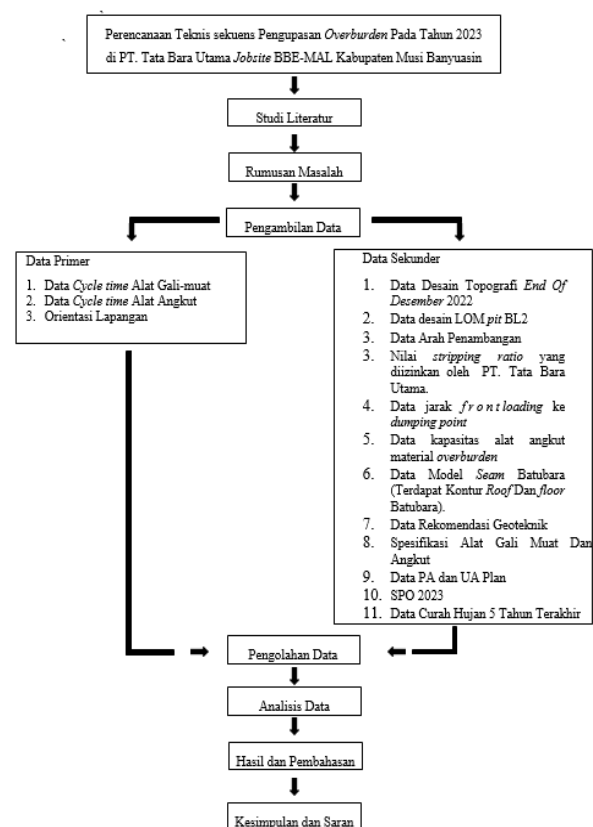 Perencanaan Teknis sekuens Pengupasan Overburden Pada Tahun 2023
di PT. Tata Bara Utama Jobsite BBE-MAL Kabupaten Musi Banyuasin
Studi Literatur
Rumusan Masalah
Pengambilan Data
Data Primer
1. Data Cycle time Alat Gali-muat
2. Data Cycle time Alat Angkut
3. Orientasi Lapangan
Data Sekunder
1. Data Desain Topografi End Of
Desember 2022
2. Data desain LOM pit BL2
3. Data Arah Penambangan
3. Nilai stripping ratio yang
diizinkan oleh PT. Tata Bara
Utama.
4. Data jarak front loading ke
dumping point
5. Data kapasitas alat angkut
material overburden
6. Data Model Seam Batubara
(Terdapat Kontur Roof Dan floor
Batubara).
7. Data Rekomendasi Geoteknik
8. Spesifikasi Alat Gali Muat Dan
Angkut
9. Data PA dan UA Plan
10. SPO 2023
11. Data Curah Hujan 5 Tahun Terakhir
Pengolahan Data
Analisis Data
Hasil dan Pembahasan
Kesimpulan dan Saran